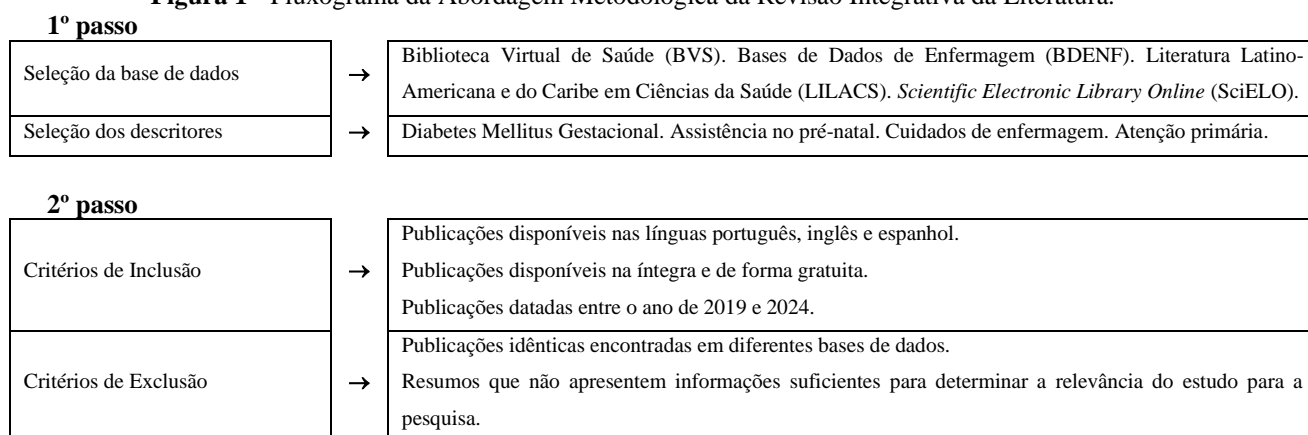 Figura 1 - Fluxograma da Abordagem Metodológica da Revisão Integrativa da Literatura.
1º passo
Seleção da base de dados → Biblioteca Virtual de Saúde (BVS). Bases de Dados de Enfermagem (BDENF). Literatura Latino-
Americana e do Caribe em Ciências da Saúde (LILACS). Scientific Electronic Library Online (SciELO).
Seleção dos descritores → Diabetes Mellitus Gestacional. Assistência no pré-natal. Cuidados de enfermagem. Atenção primária.
2º passo
Critérios de Inclusão →
Publicações disponíveis nas línguas português, inglês e espanhol.
Publicações disponíveis na íntegra e de forma gratuita.
Publicações datadas entre o ano de 2019 e 2024.
Critérios de Exclusão →
Publicações idênticas encontradas em diferentes bases de dados.
Resumos que não apresentem informações suficientes para determinar a relevância do estudo para a
pesquisa.